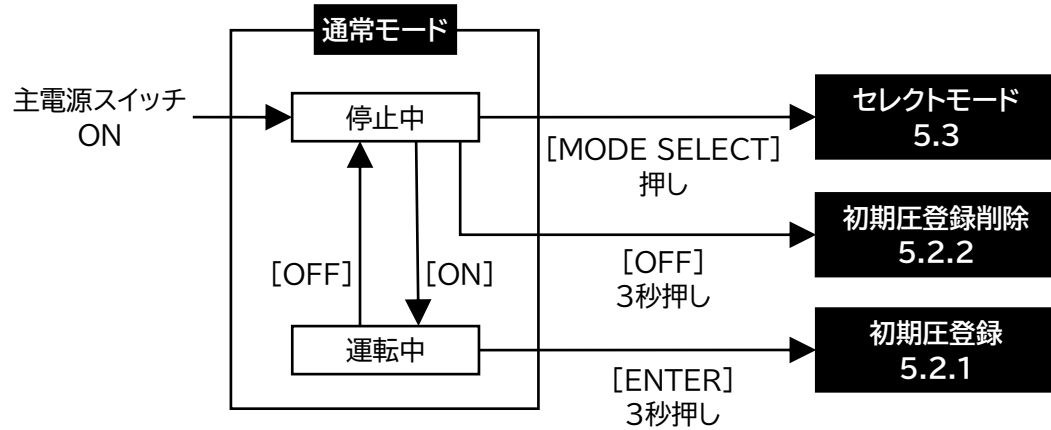 通常モード
主電源スイッチ
ON
停止中
[MODE SELECT]
押し
セレクトモード
5.3
初期圧登録削除
5.2.2
[OFF]
3秒押し
[OFF]
[ON]
運転中
[ENTER]
3秒押し
初期圧登録
5.2.1